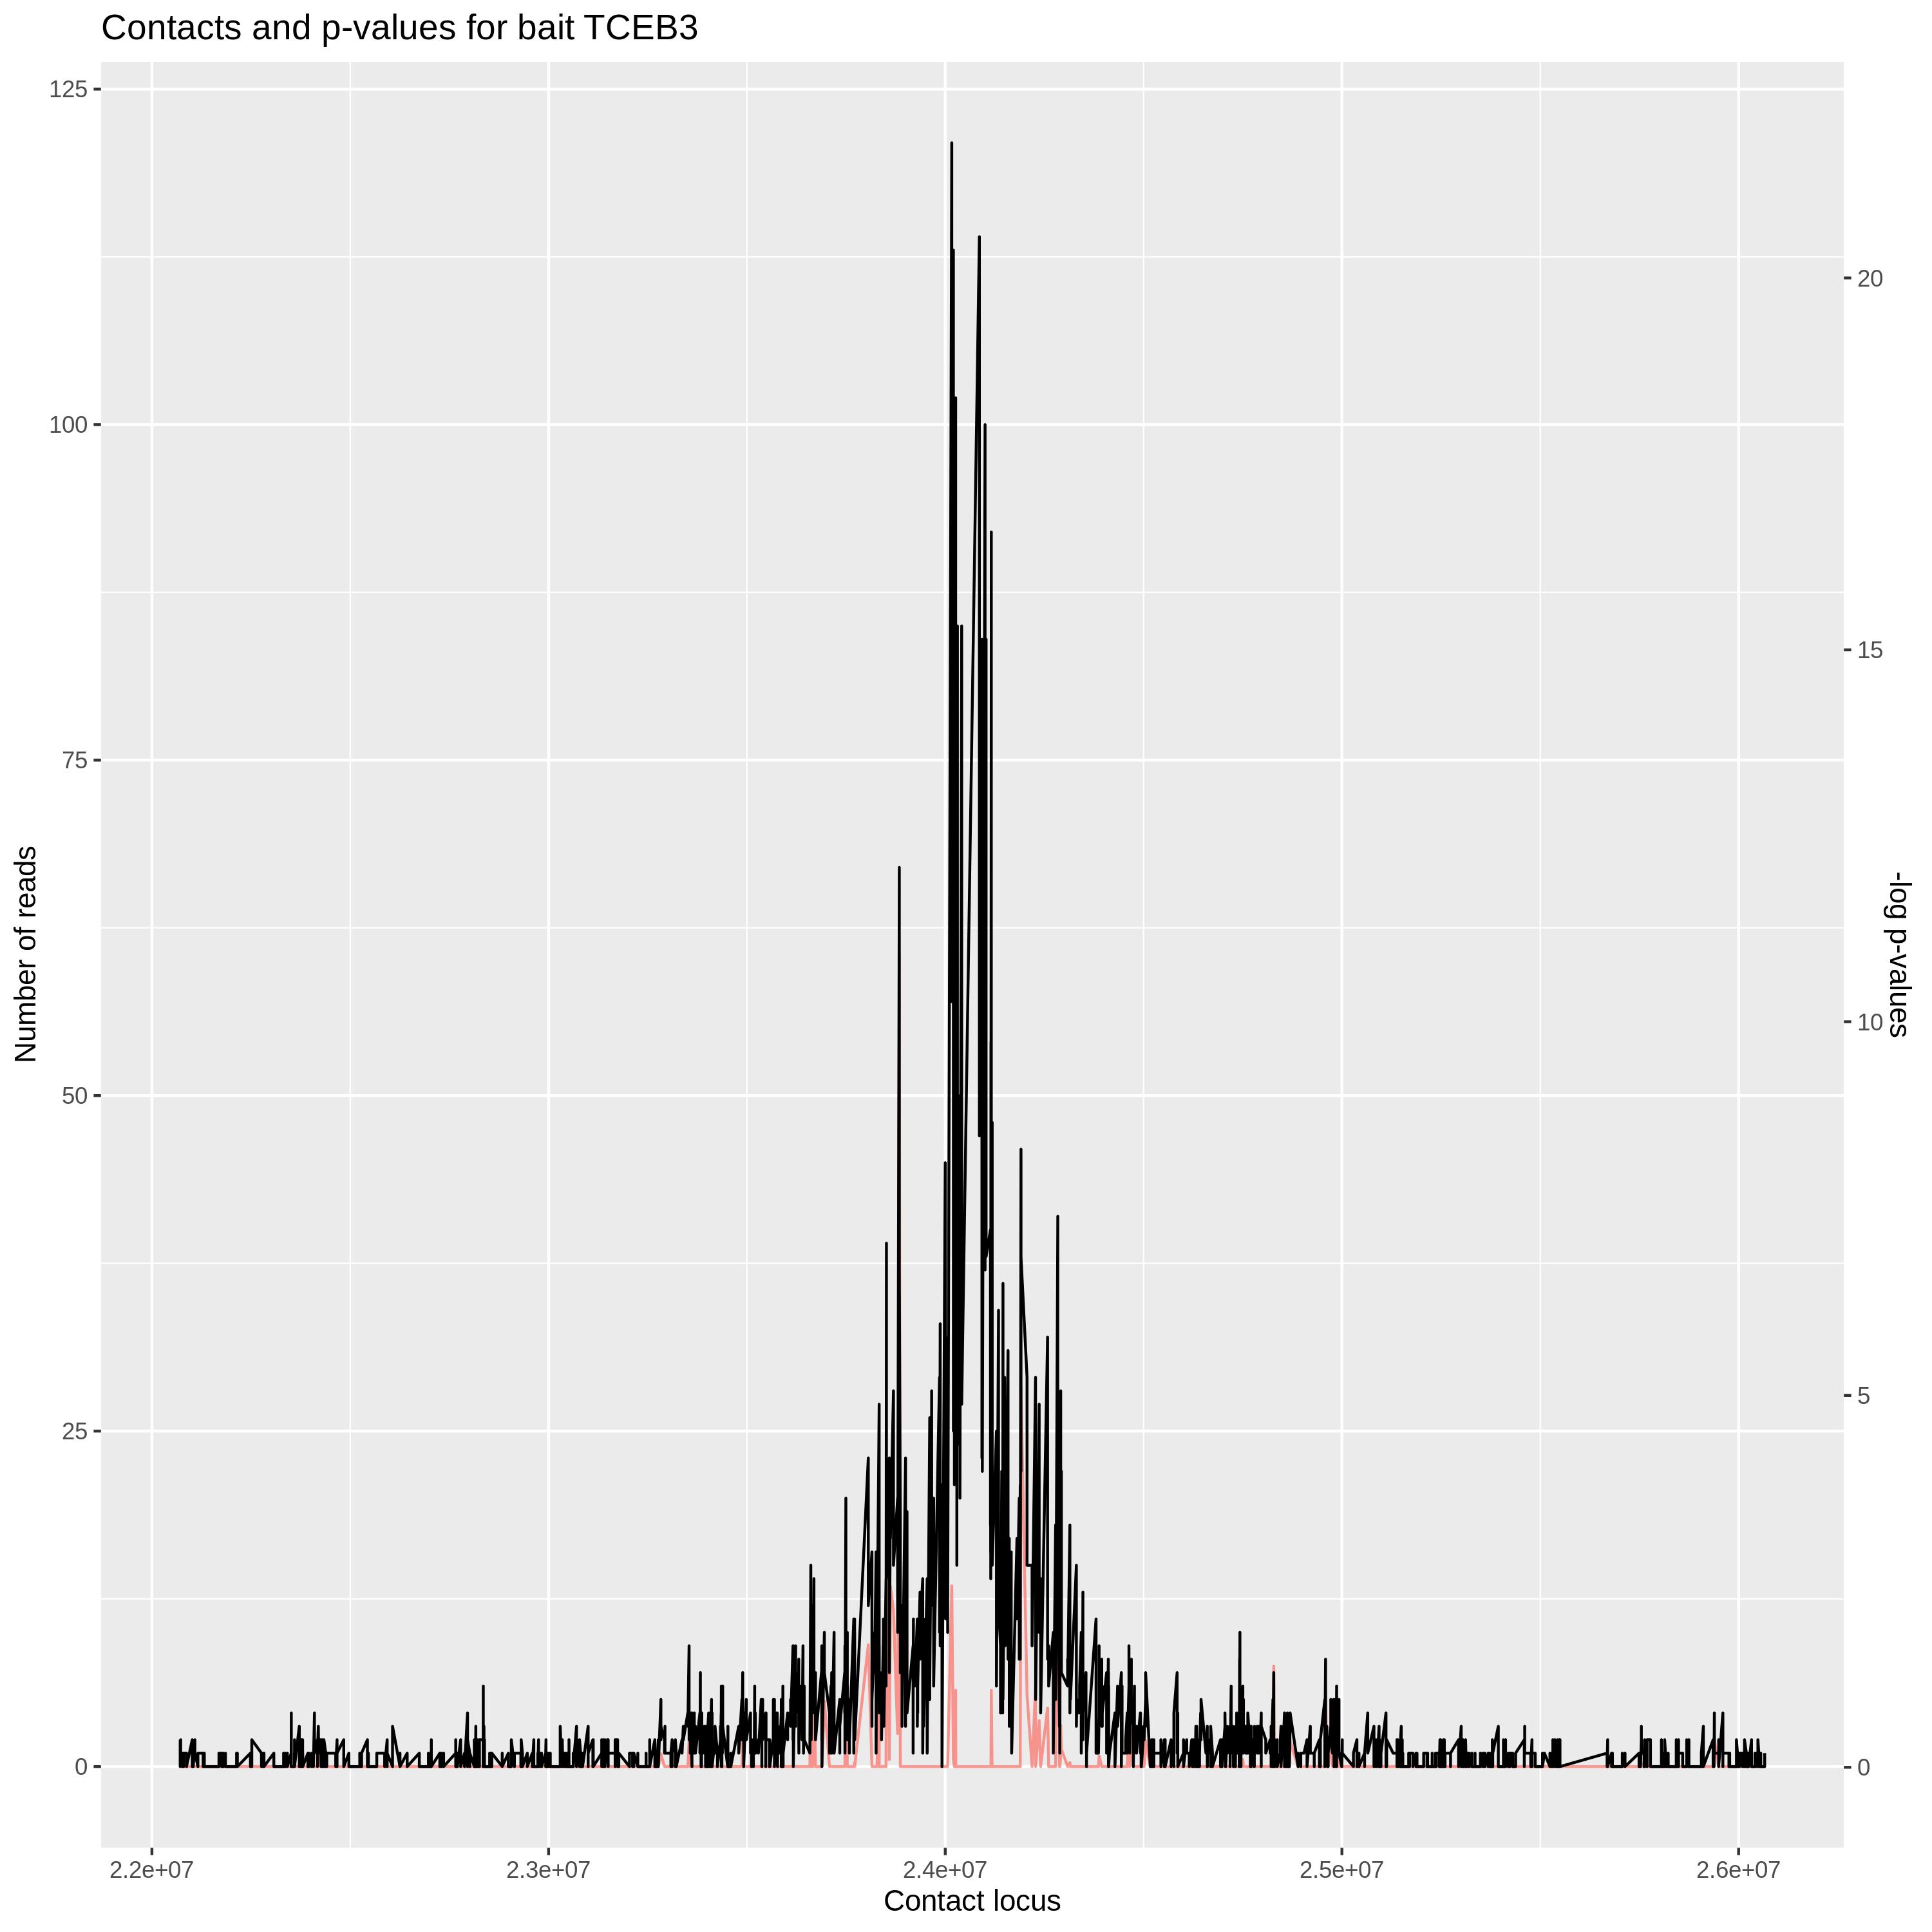 Contacts and p-values for bait TCEB3
125
100
75
50
25
0
Number of reads
20
15
10
5
0
-log p-values
2.2e+07 2.3e+07 2.4e+07 2.5e+07 2.6e+07
Contact locus